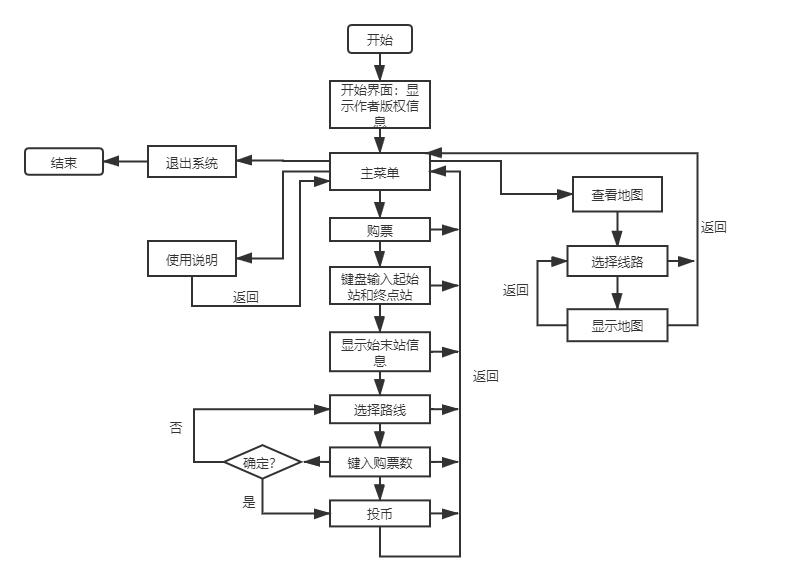 开始
开始界面：显
示作者版权信
息
结束
退出系统
主菜单
查看地图
返回
购票
使用说明
选择线路
键盘输入起始
站和终点站
返回
返回
显示地图
显示始末站信
息
返回
选择路线
否
确定？
键入购票数
是
投币